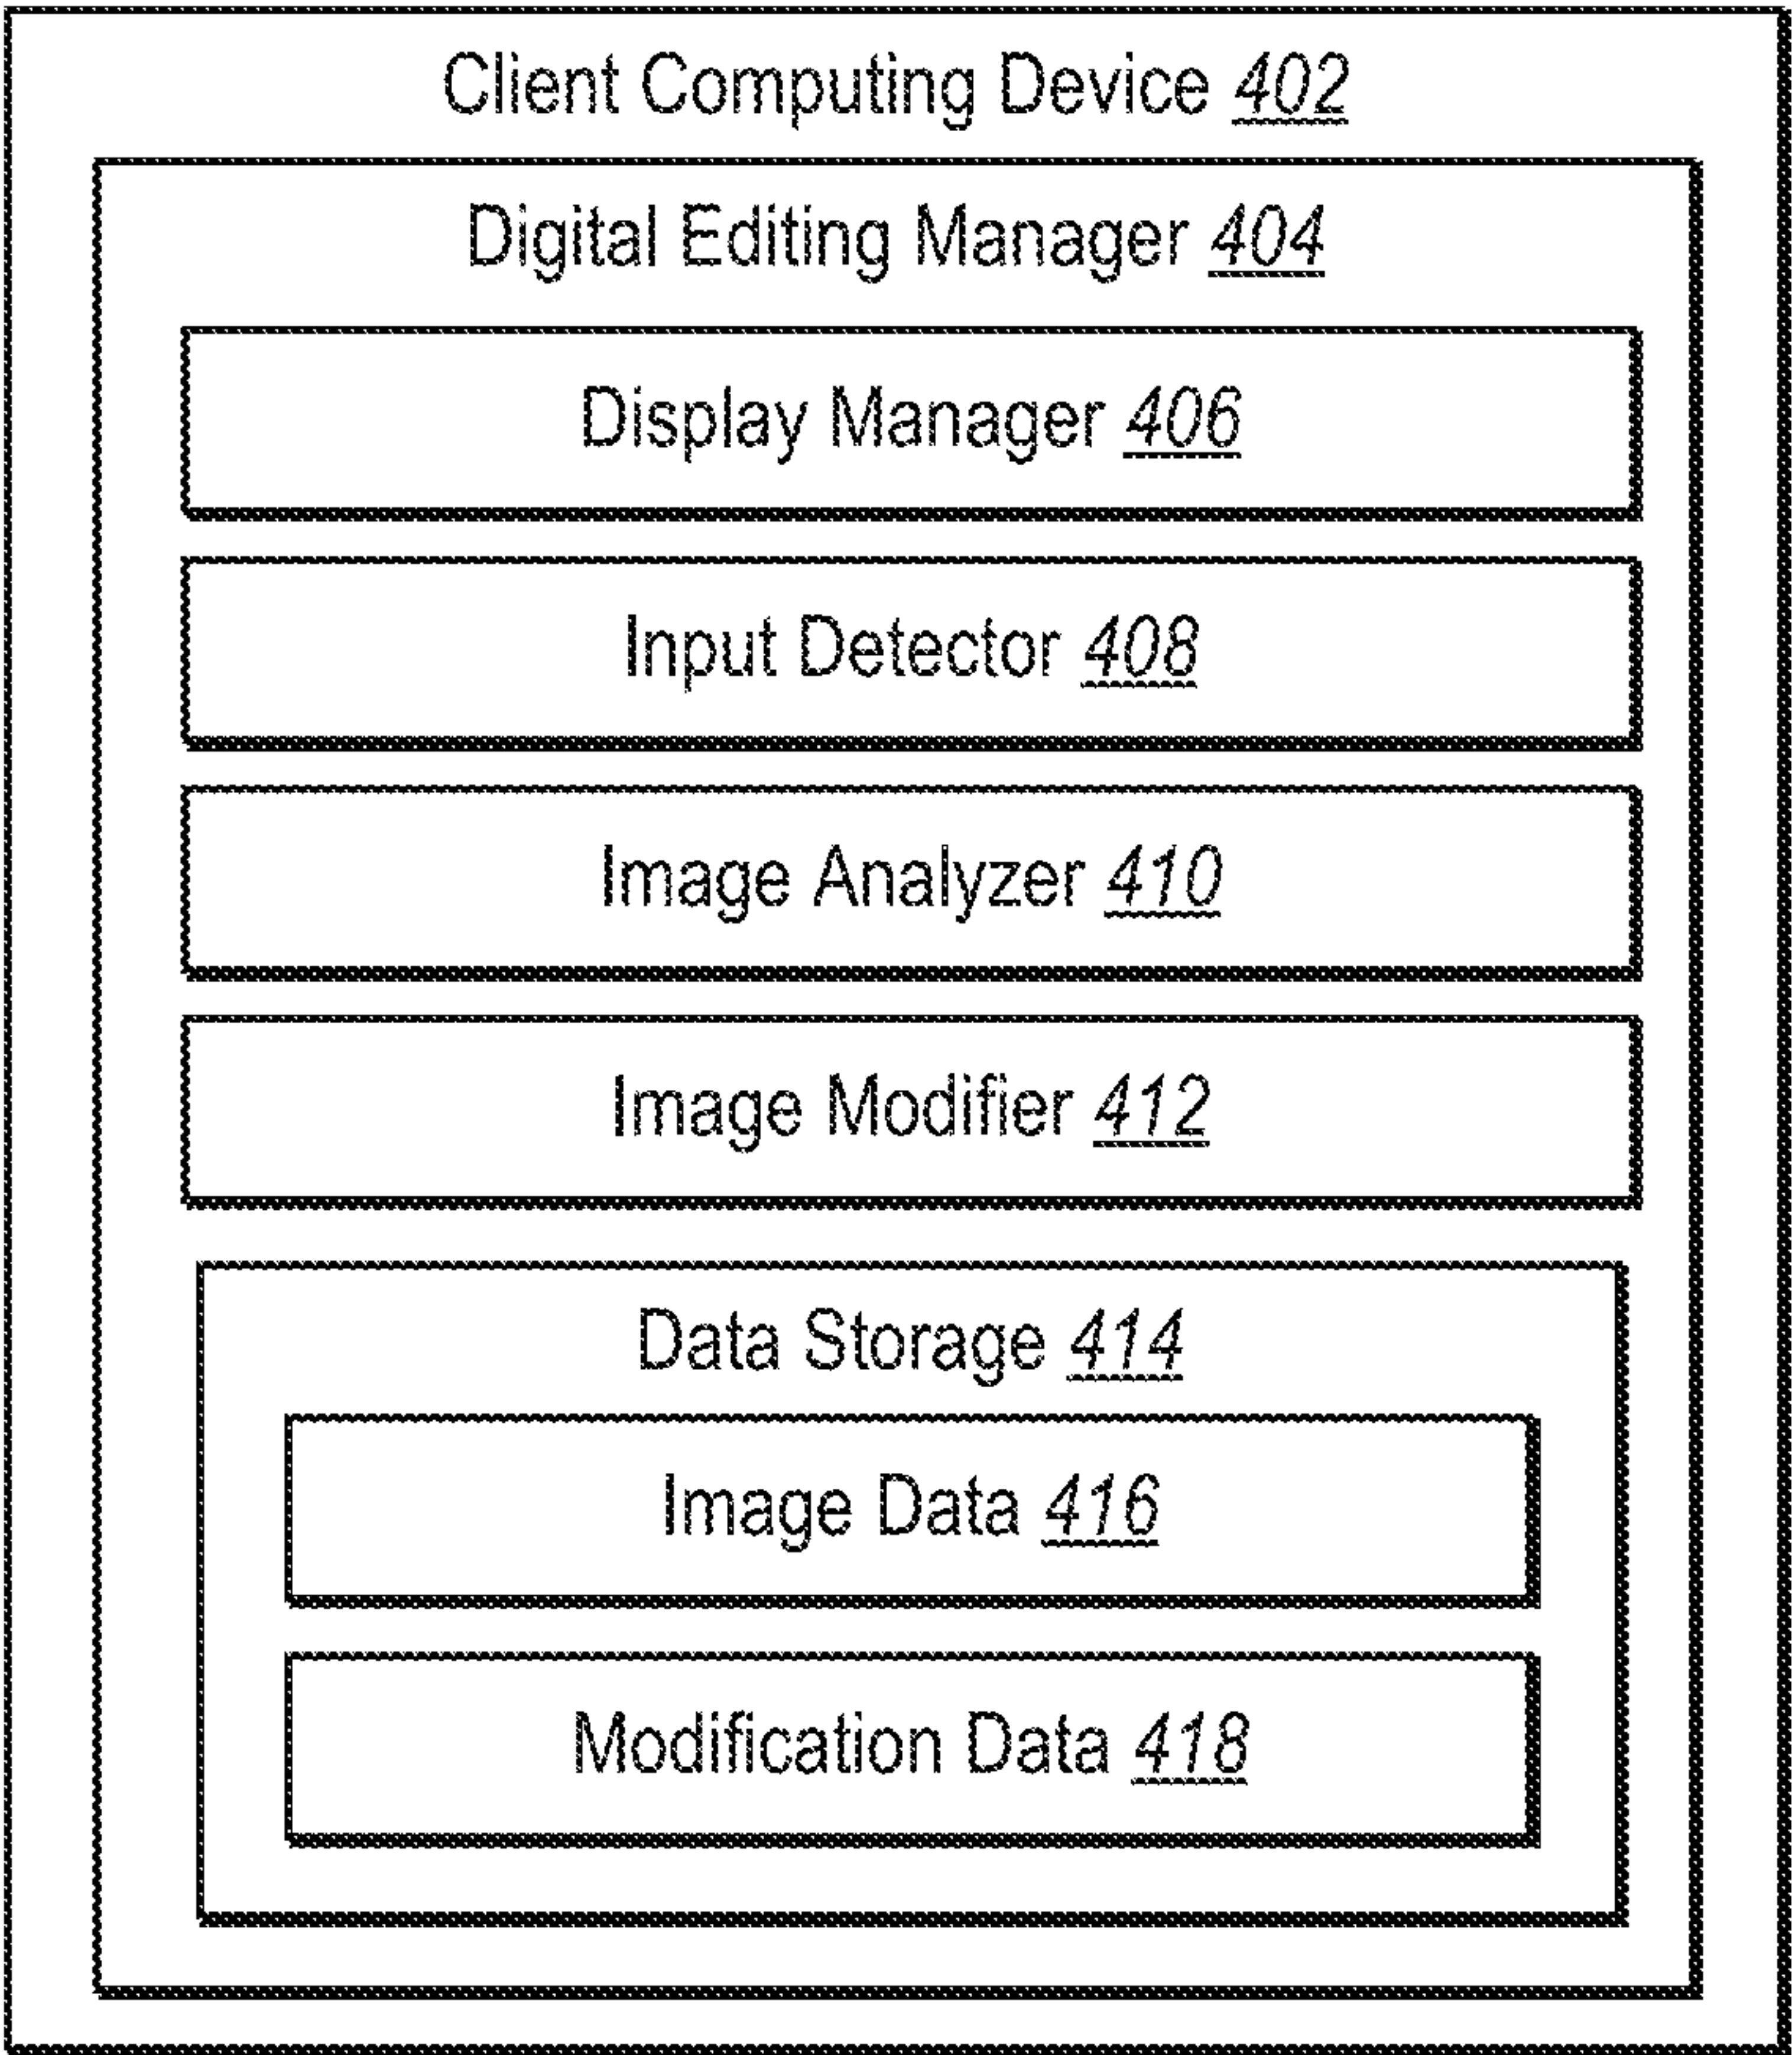 Client Computing Device 402
Digital Editing Manager 404
Display Manager 406
Input Detector 408
Image Analyzer 410
Image Modifier 412
Data Storage 414
Image Data 416
Modification Data 418